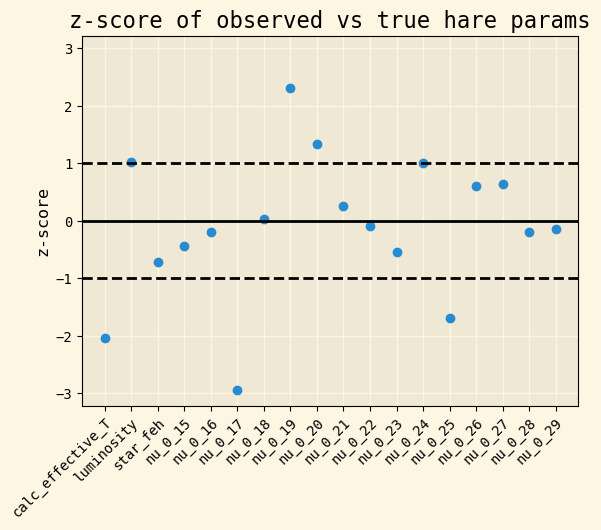 z-score of observed vs true hare params
z-score
3
2
1
0
−1
−2
−3
calc_effective_T
luminosity
star_feh
nu_0_15
nu_0_16
nu_0_17
nu_0_18
nu_0_19
nu_0_20
nu_0_21
nu_0_22
nu_0_23
nu_0_24
nu_0_25
nu_0_26
nu_0_27
nu_0_28
nu_0_29